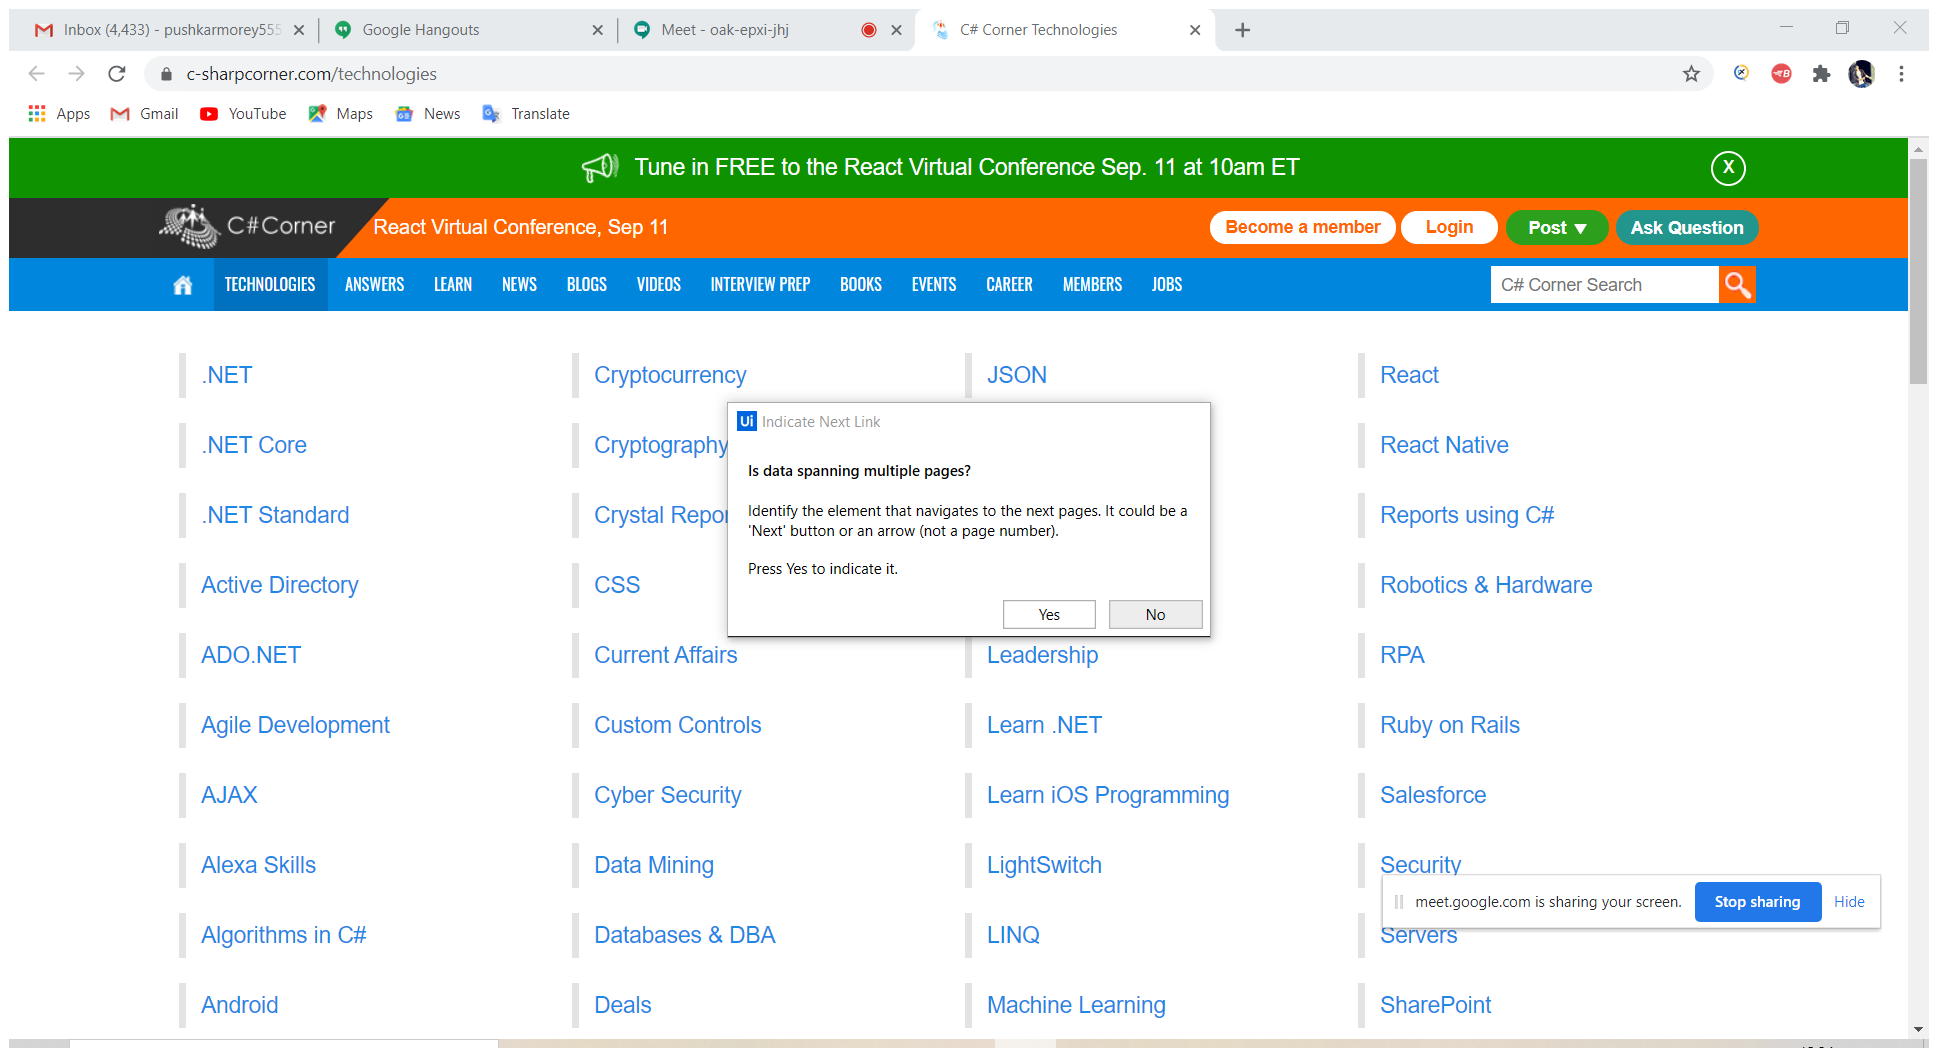 Inbox (4,433) - pushkarmorey555
Google Hangouts
Meet - oak-epxi-jhj
C# Corner Technologies
c-sharpcorner.com/technologies
Apps Gmail YouTube Maps News Translate
Tune in FREE to the React Virtual Conference Sep. 11 at 10am ET X
C#Corner React Virtual Conference, Sep 11 Become a member Login Post ▼ Ask Question
TECHNOLOGIES ANSWERS LEARN NEWS BLOGS VIDEOS INTERVIEW PREP BOOKS EVENTS CAREER MEMBERS JOBS C# Corner Search
.NET Cryptocurrency JSON React
Ui Indicate Next Link
.NET Core Cryptography React Native
Is data spanning multiple pages?
Identify the element that navigates to the next pages. It could be a
'Next' button or an arrow (not a page number).
.NET Standard Crystal Repor Reports using C#
Press Yes to indicate it.
Active Directory CSS Robotics & Hardware
Yes No
ADO.NET Current Affairs Leadership RPA
Agile Development Custom Controls Learn .NET Ruby on Rails
AJAX Cyber Security Learn iOS Programming Salesforce
Alexa Skills Data Mining LightSwitch Security
meet.google.com is sharing your screen. Stop sharing Hide
Algorithms in C# Databases & DBA LINQ Servers
Android Deals Machine Learning SharePoint